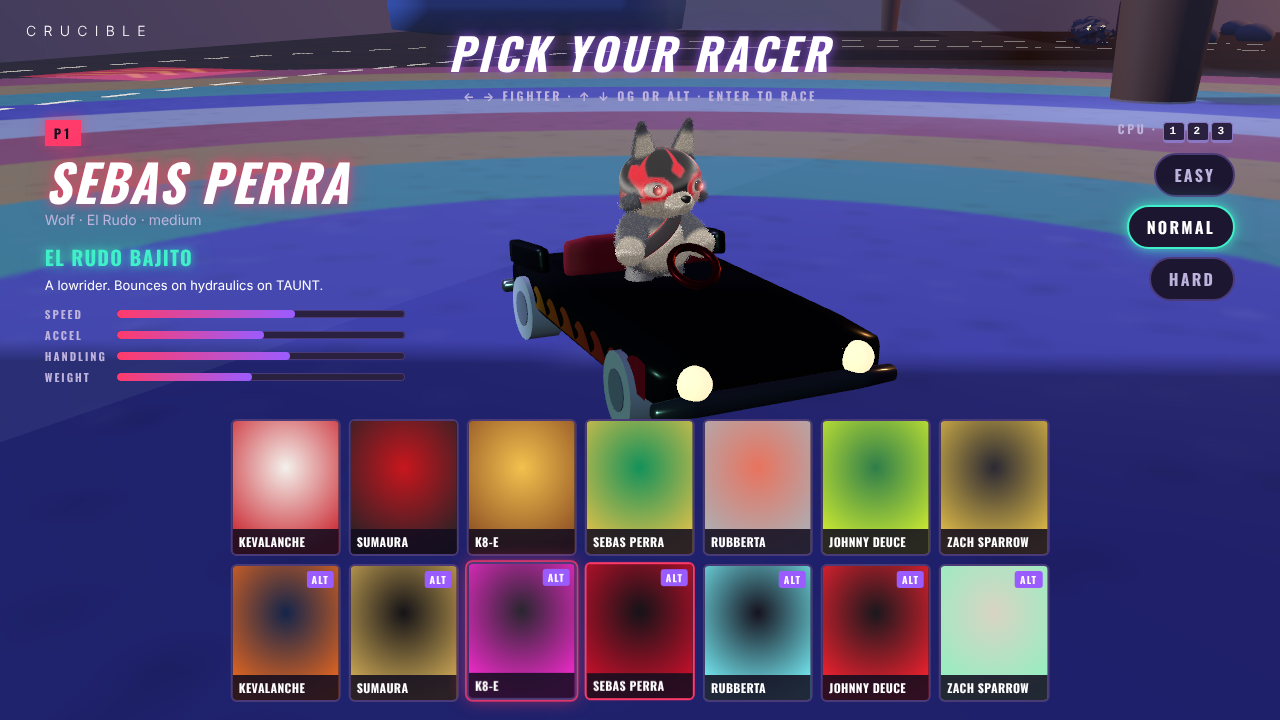 CRUCIBLE
PICK YOUR RACER
← → FIGHTER · ↑ ↓ OG OR ALT · ENTER TO RACE
P1
SEBAS PERRA
Wolf · El Rudo · medium
EL RUDO BAJITO
A lowrider. Bounces on hydraulics on TAUNT.
SPEED
ACCEL
HANDLING
WEIGHT
CPU · 1 2 3
EASY
NORMAL
HARD
KEVALANCHE
SUMAURA
K8-E
SEBAS PERRA
RUBBERTA
JOHNNY DEUCE
ZACH SPARROW
ALT
KEVALANCHE
ALT
SUMAURA
ALT
K8-E
ALT
SEBAS PERRA
ALT
RUBBERTA
ALT
JOHNNY DEUCE
ALT
ZACH SPARROW